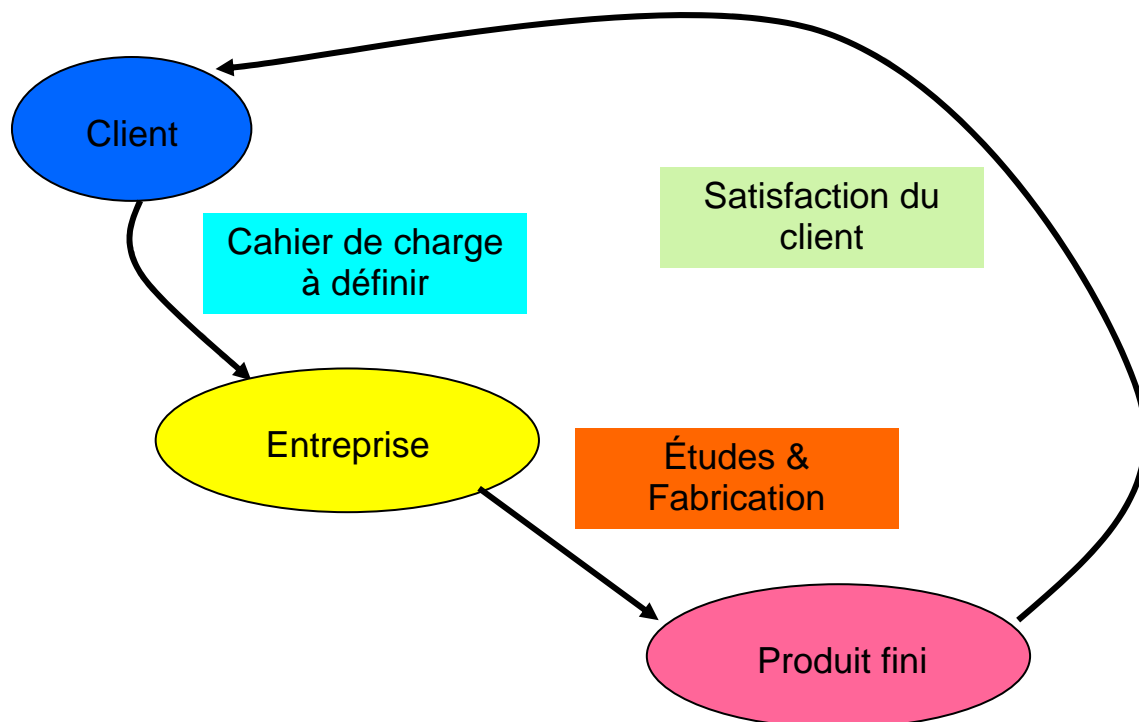 Client
Satisfaction du
client
Cahier de charge
à définir
Entreprise
Études &
Fabrication
Produit fini